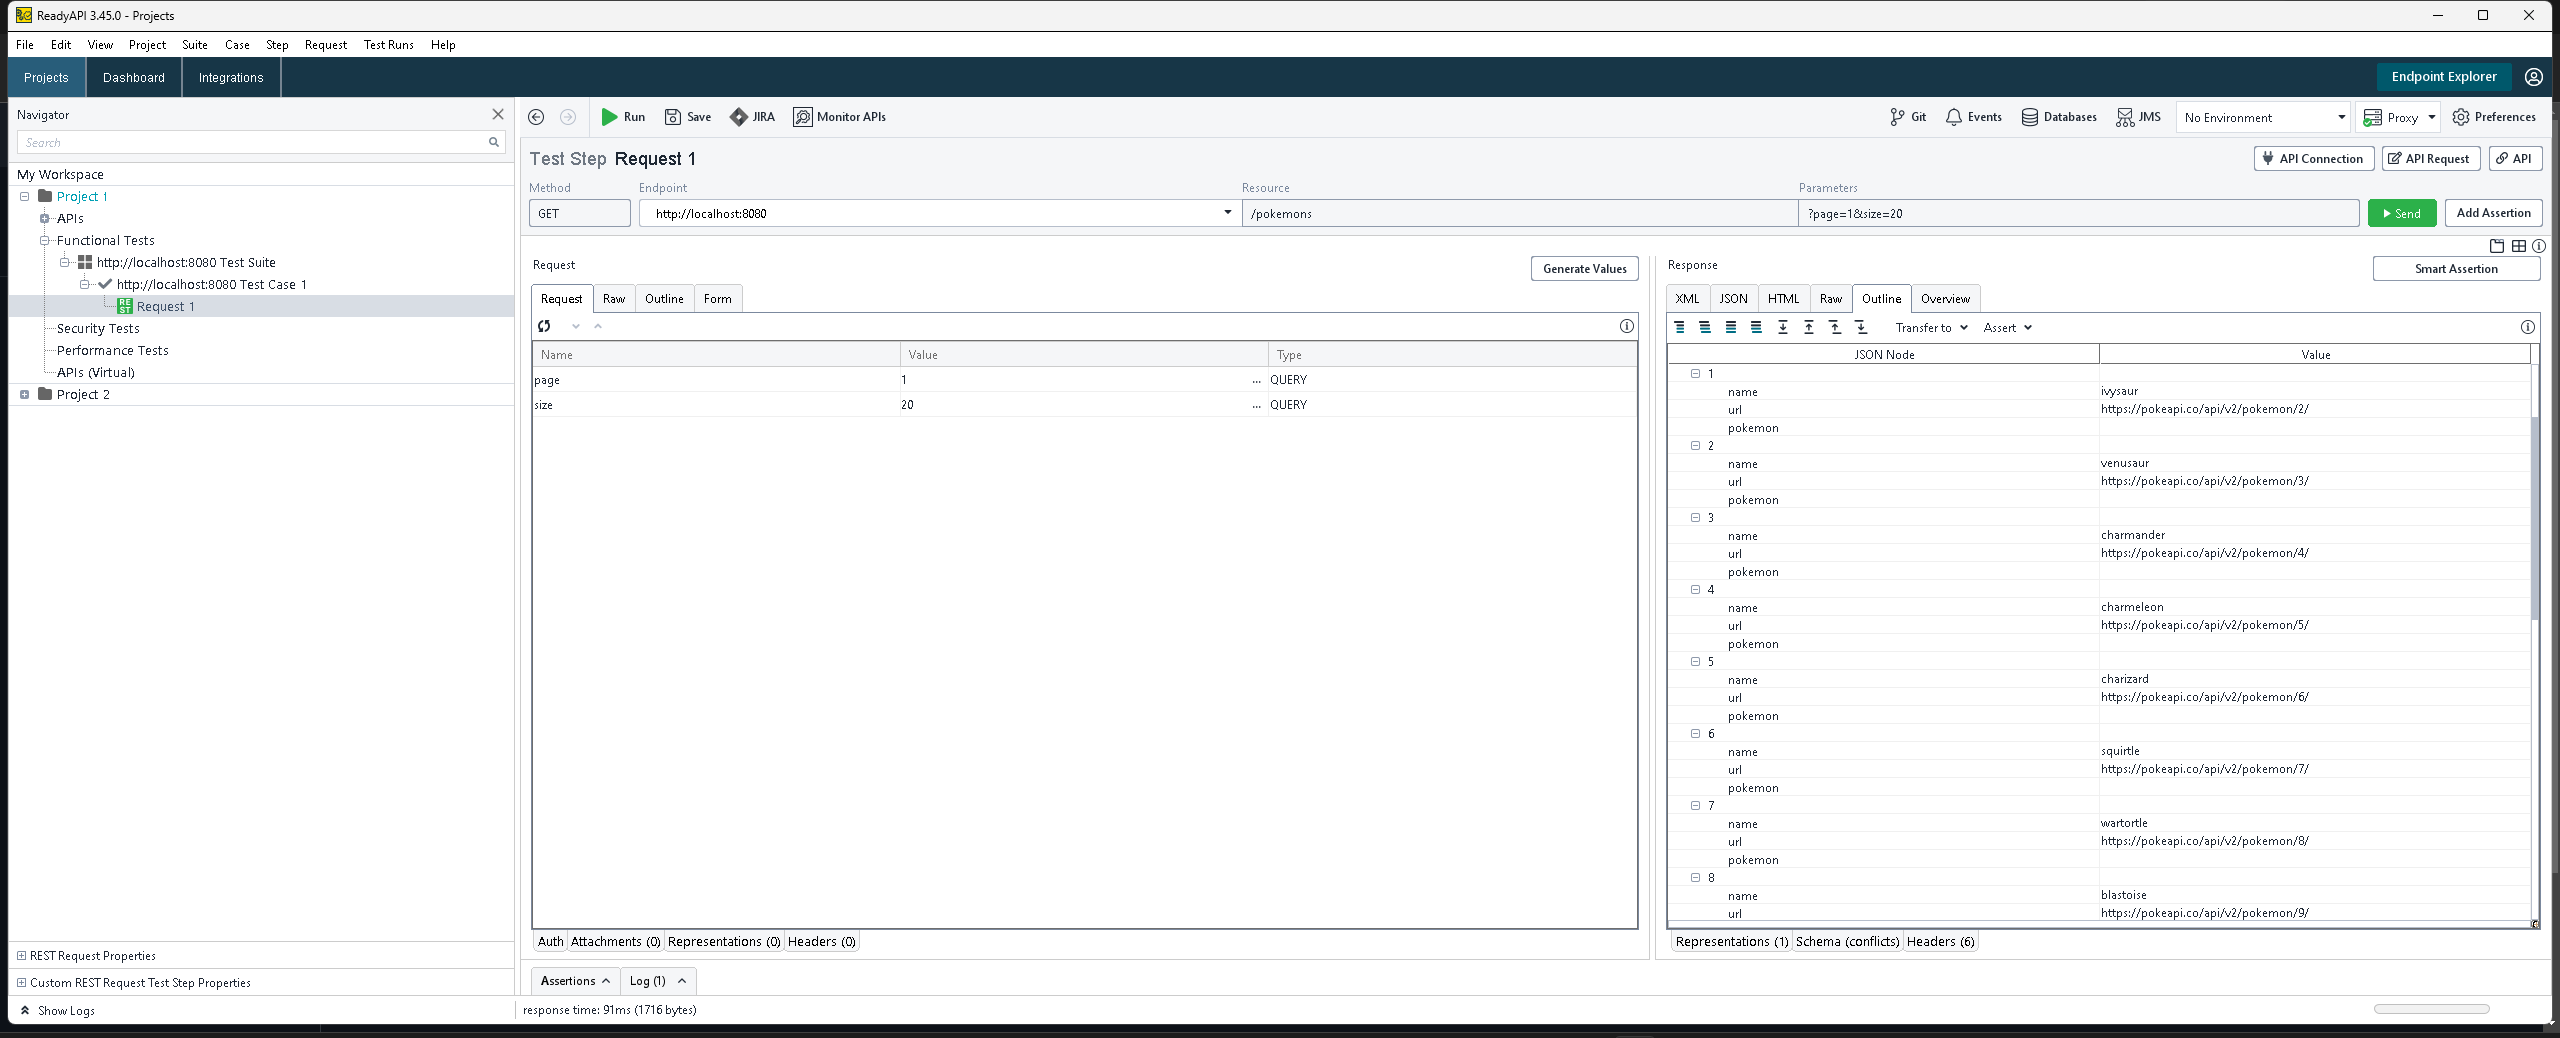 ReadyAPI 3.45.0 - Projects
File Edit View Project Suite Case Step Request Test Runs Help
Projects Dashboard Integrations Endpoint Explorer
Navigator
Search
My Workspace
Project 1
APIs
Functional Tests
http://localhost:8080 Test Suite
http://localhost:8080 Test Case 1
REST Request 1
Security Tests
Performance Tests
APIs (Virtual)
Project 2
REST Request Properties
Custom REST Request Test Step Properties
Show Logs
Run Save JIRA Monitor APIs Git Events Databases JMS No Environment Proxy Preferences
Test Step Request 1 API Connection API Request API
Method Endpoint Resource Parameters
GET http://localhost:8080 /pokemons ?page=1&size=20 Send Add Assertion
Request Generate Values
Request Raw Outline Form
Name Value Type
page 1 ... QUERY
size 20 ... QUERY
Auth Attachments (0) Representations (0) Headers (0)
Response Smart Assertion
XML JSON HTML Raw Outline Overview
Transfer to Assert
JSON Node Value
1
name ivysaur
url https://pokeapi.co/api/v2/pokemon/2/
pokemon
2
name venusaur
url https://pokeapi.co/api/v2/pokemon/3/
pokemon
3
name charmander
url https://pokeapi.co/api/v2/pokemon/4/
pokemon
4
name charmeleon
url https://pokeapi.co/api/v2/pokemon/5/
pokemon
5
name charizard
url https://pokeapi.co/api/v2/pokemon/6/
pokemon
6
name squirtle
url https://pokeapi.co/api/v2/pokemon/7/
pokemon
7
name wartortle
url https://pokeapi.co/api/v2/pokemon/8/
pokemon
8
name blastoise
url https://pokeapi.co/api/v2/pokemon/9/
Representations (1) Schema (conflicts) Headers (6)
Assertions Log (1)
response time: 91ms (1716 bytes)